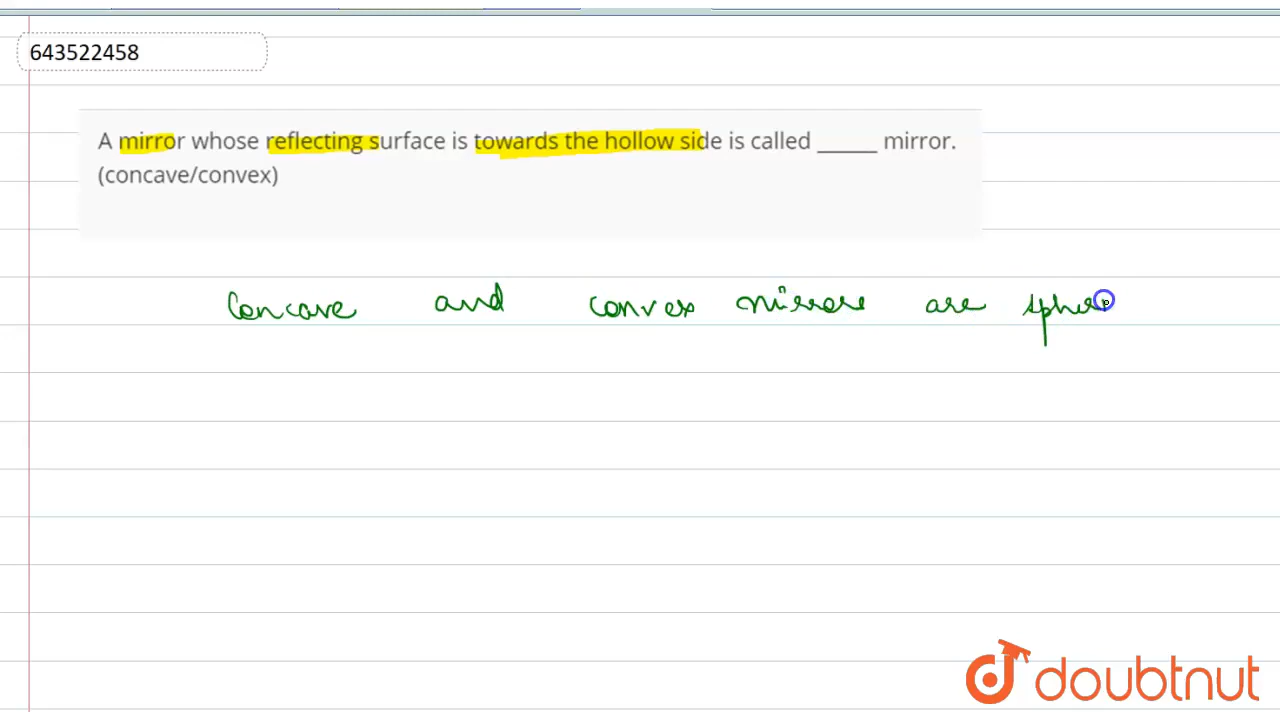 643522458
A mirror whose reflecting surface is towards the hollow side is called ______ mirror.
(concave/convex)
Concave and convex mirrors are spher
doubtnut